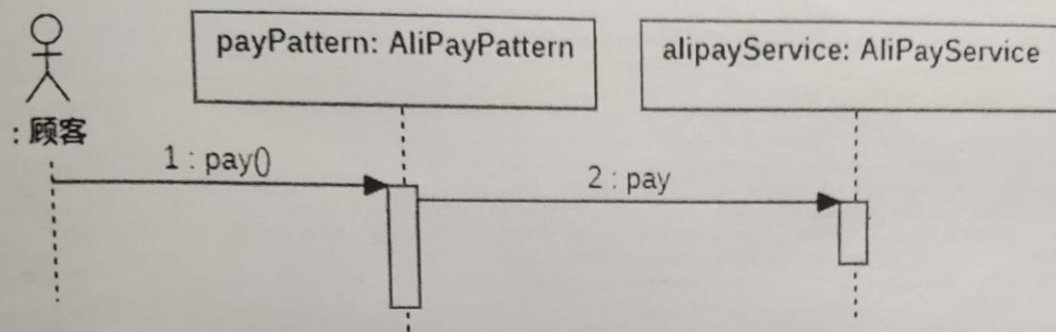 payPattern: AliPayPattern
alipayService: AliPayService
: 顾客
1 : pay()
2 : pay